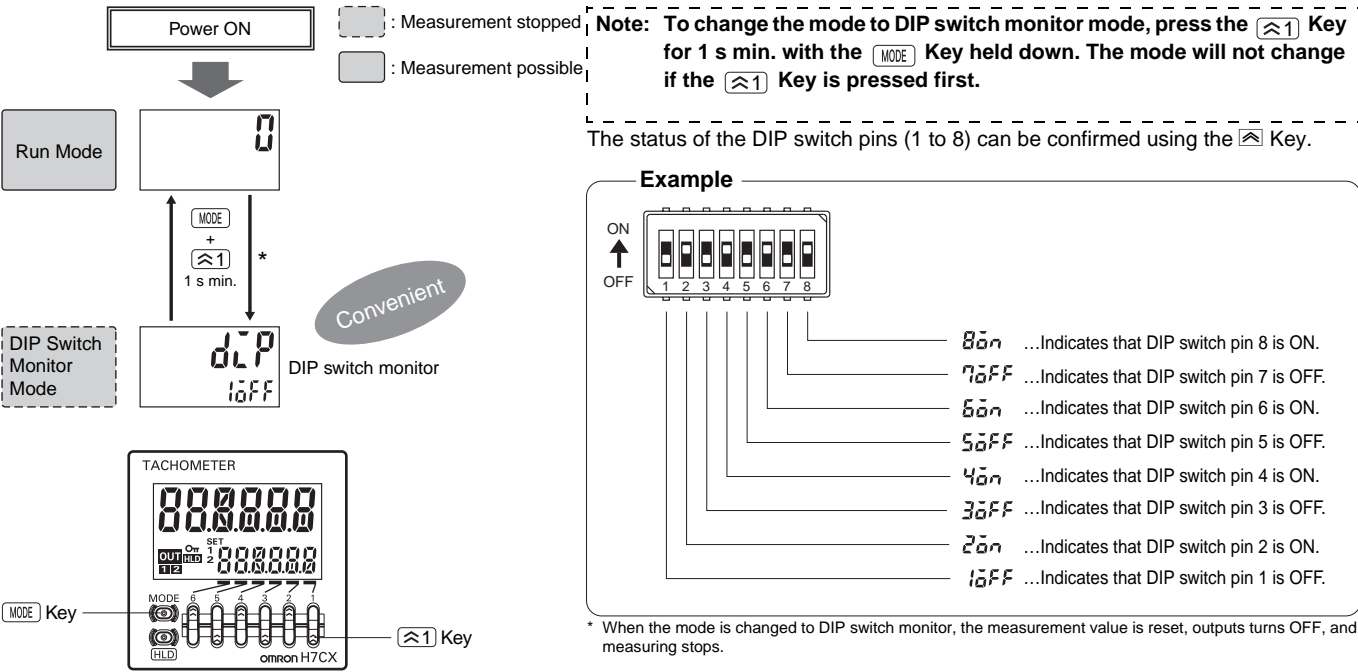 Power ON
: Measurement stopped
: Measurement possible
Run Mode
0
MODE
+
1
1 s min.
*
Convenient
DIP Switch
Monitor
Mode
diP
1oFF
DIP switch monitor
TACHOMETER
888888
OUT HLD
1 2
SET
1
2
888888
MODE 6 5 4 3 2 1
HLD
OMRON H7CX
MODE Key
1 Key
Note: To change the mode to DIP switch monitor mode, press the 1 Key
for 1 s min. with the MODE Key held down. The mode will not change
if the 1 Key is pressed first.
The status of the DIP switch pins (1 to 8) can be confirmed using the Key.
Example
ON
OFF
1 2 3 4 5 6 7 8
8on …Indicates that DIP switch pin 8 is ON.
7oFF …Indicates that DIP switch pin 7 is OFF.
6on …Indicates that DIP switch pin 6 is ON.
5oFF …Indicates that DIP switch pin 5 is OFF.
4on …Indicates that DIP switch pin 4 is ON.
3oFF …Indicates that DIP switch pin 3 is OFF.
2on …Indicates that DIP switch pin 2 is ON.
1oFF …Indicates that DIP switch pin 1 is OFF.
* When the mode is changed to DIP switch monitor, the measurement value is reset, outputs turns OFF, and
measuring stops.